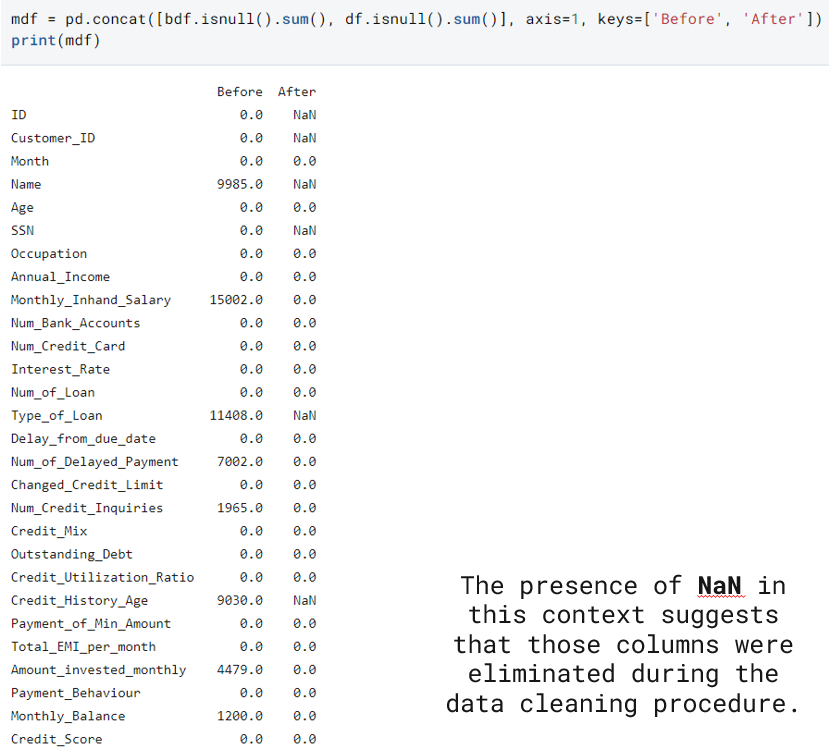 mdf = pd.concat([bdf.isnull().sum(), df.isnull().sum()], axis=1, keys=['Before', 'After'])
print(mdf)
Before After
ID 0.0 NaN
Customer_ID 0.0 NaN
Month 0.0 0.0
Name 9985.0 NaN
Age 0.0 0.0
SSN 0.0 NaN
Occupation 0.0 0.0
Annual_Income 0.0 0.0
Monthly_Inhand_Salary 15002.0 0.0
Num_Bank_Accounts 0.0 0.0
Num_Credit_Card 0.0 0.0
Interest_Rate 0.0 0.0
Num_of_Loan 0.0 0.0
Type_of_Loan 11408.0 NaN
Delay_from_due_date 0.0 0.0
Num_of_Delayed_Payment 7002.0 0.0
Changed_Credit_Limit 0.0 0.0
Num_Credit_Inquiries 1965.0 0.0
Credit_Mix 0.0 0.0
Outstanding_Debt 0.0 0.0
Credit_Utilization_Ratio 0.0 0.0
Credit_History_Age 9030.0 NaN
Payment_of_Min_Amount 0.0 0.0
Total_EMI_per_month 0.0 0.0
Amount_invested_monthly 4479.0 0.0
Payment_Behaviour 0.0 0.0
Monthly_Balance 1200.0 0.0
Credit_Score 0.0 0.0
The presence of NaN in
this context suggests
that those columns were
eliminated during the
data cleaning procedure.